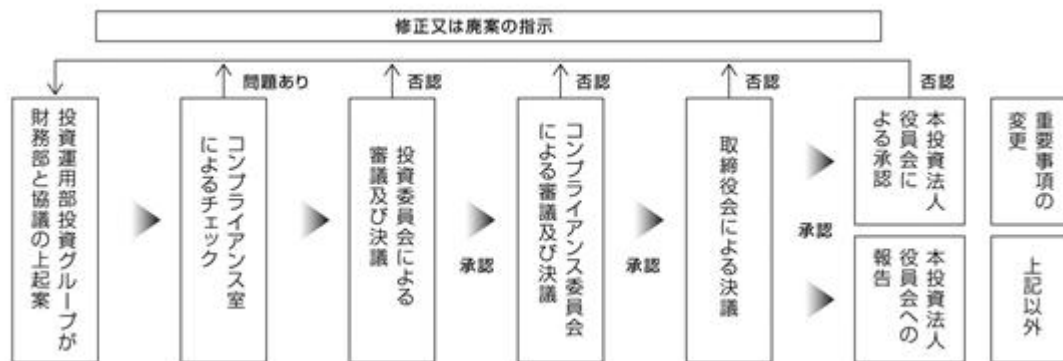 修正又は廃案の指示
問題あり
否認
否認
否認
否認
投資運用部投資グループが
財務部と協議の上起案
コンプライアンス室
によるチェック
投資委員会による
審議及び決議
承認
コンプライアンス委員会
による審議及び決議
承認
取締役会による決議
承認
本投資法人
役員会に
よる承認
重要事項の
変更
本投資法人
役員会への
報告
上記以外